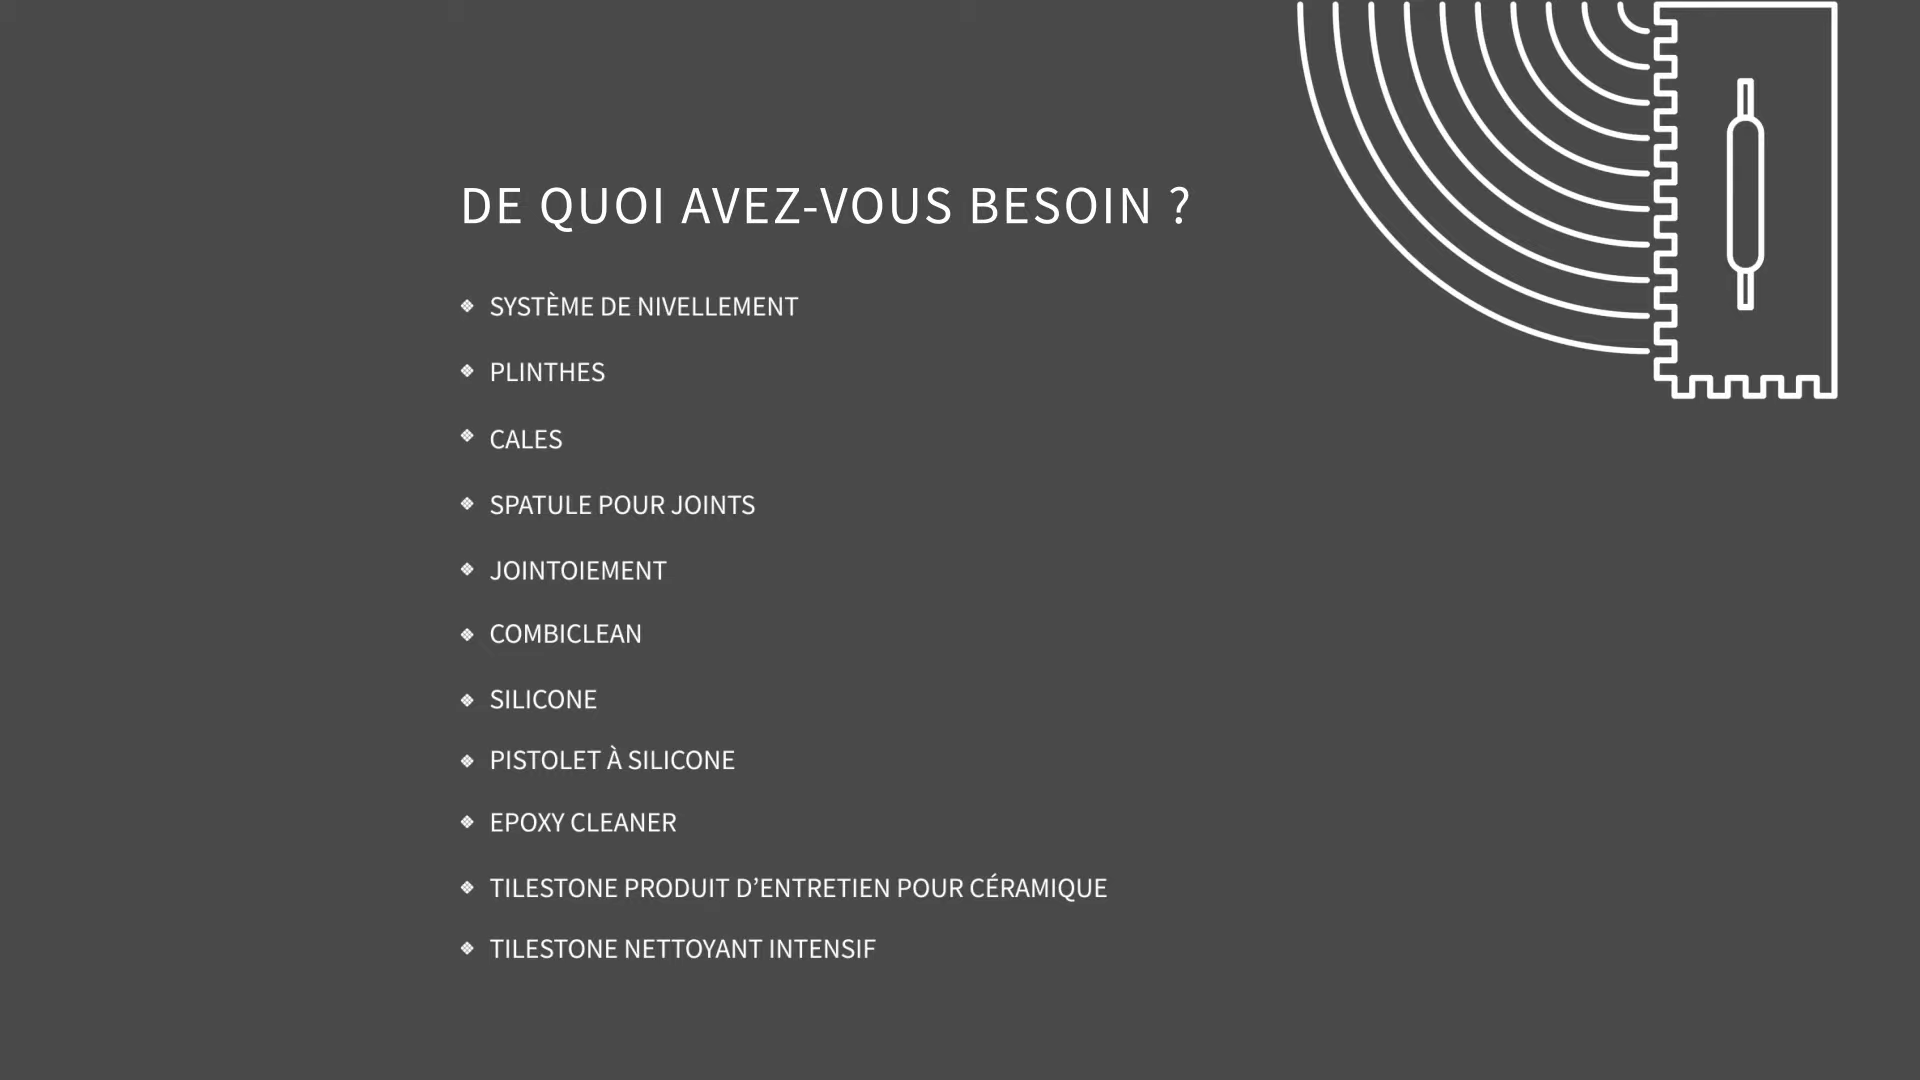 DE QUOI AVEZ-VOUS BESOIN ?
❖ SYSTÈME DE NIVELLEMENT
❖ PLINTHES
❖ CALES
❖ SPATULE POUR JOINTS
❖ JOINTOIEMENT
❖ COMBICLEAN
❖ SILICONE
❖ PISTOLET À SILICONE
❖ EPOXY CLEANER
❖ TILESTONE PRODUIT D’ENTRETIEN POUR CÉRAMIQUE
❖ TILESTONE NETTOYANT INTENSIF